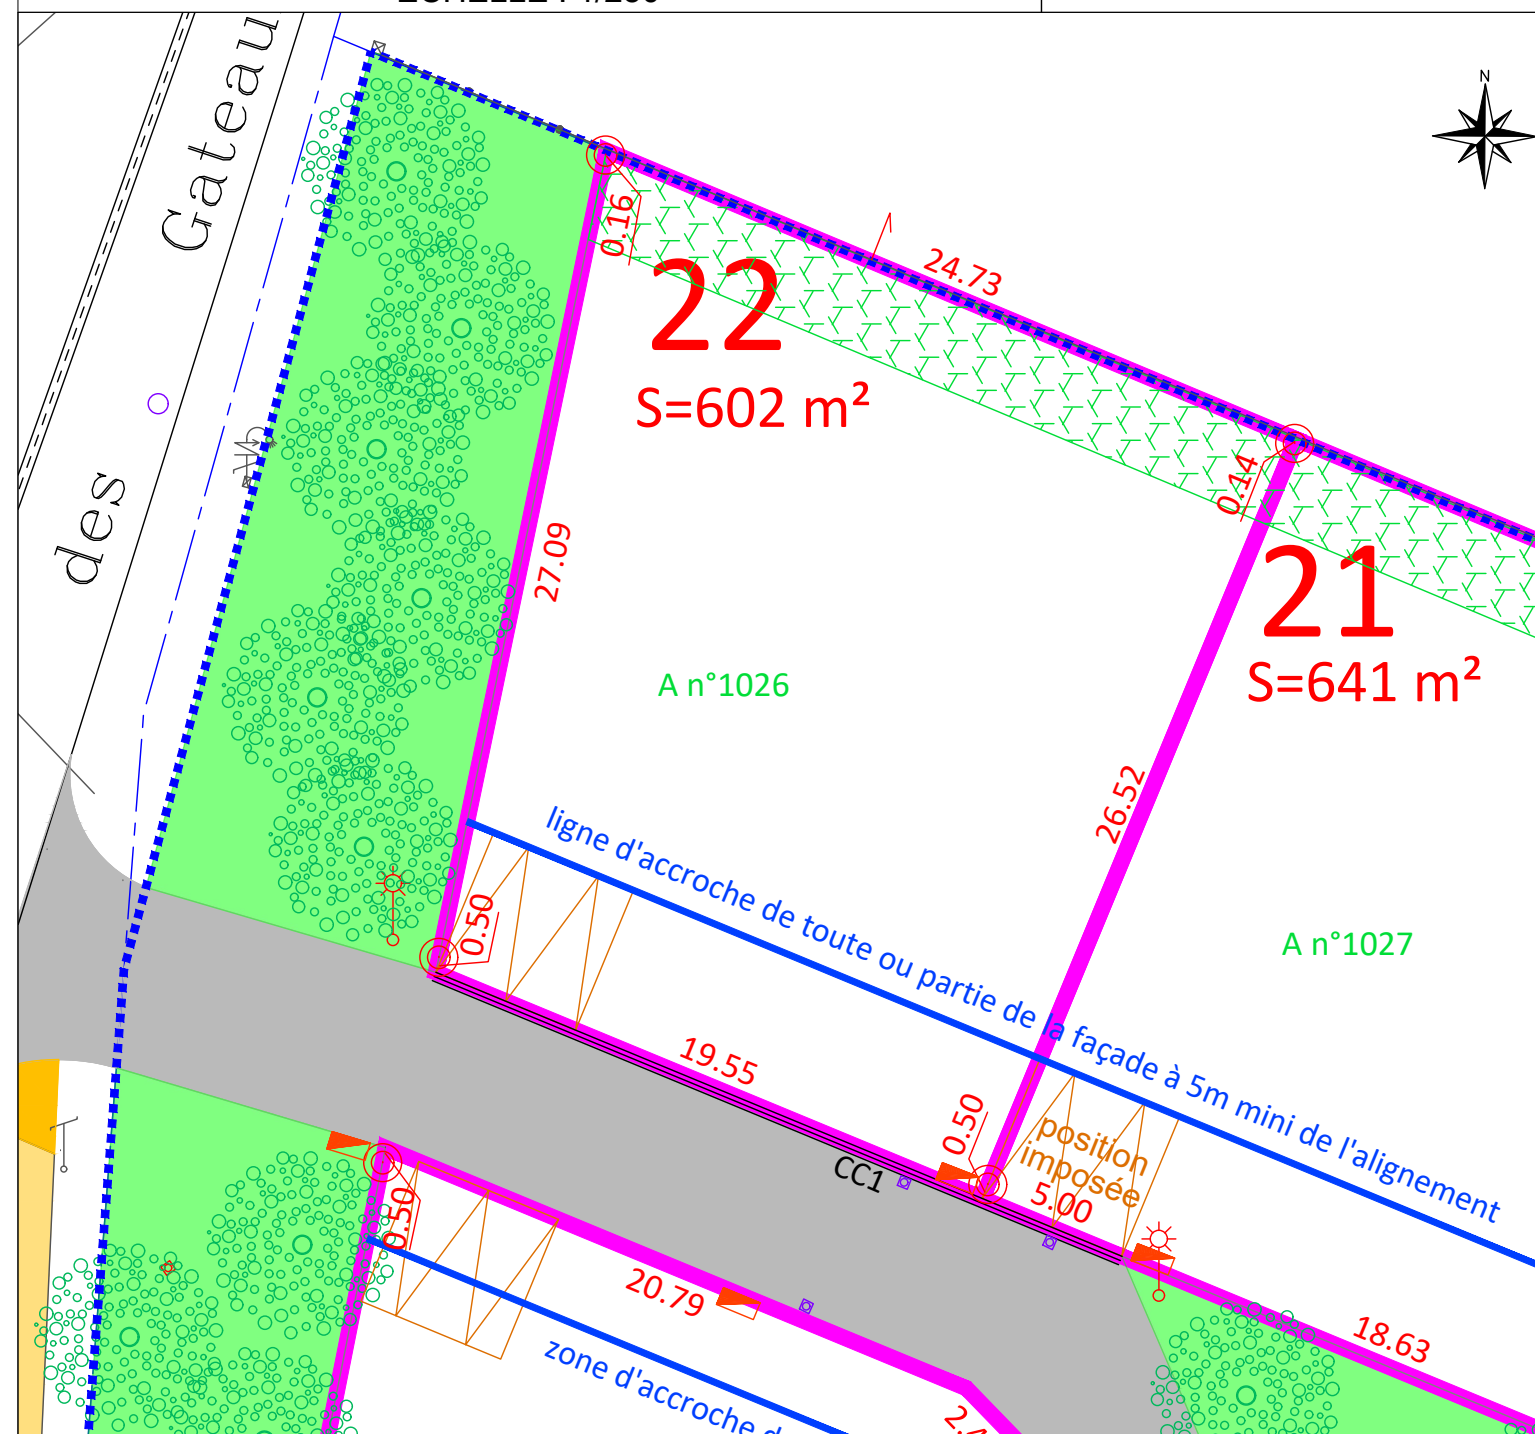 N
Gateau
des
0.16
24.73
22
S=602 m²
0.14
21
S=641 m²
27.09
A n°1026
26.52
ligne d'accroche de toute ou partie de la façade à 5m mini de l'alignement
A n°1027
0.50
19.55
0.50
position
imposée
5.00
CC1
0.50
20.79
18.63